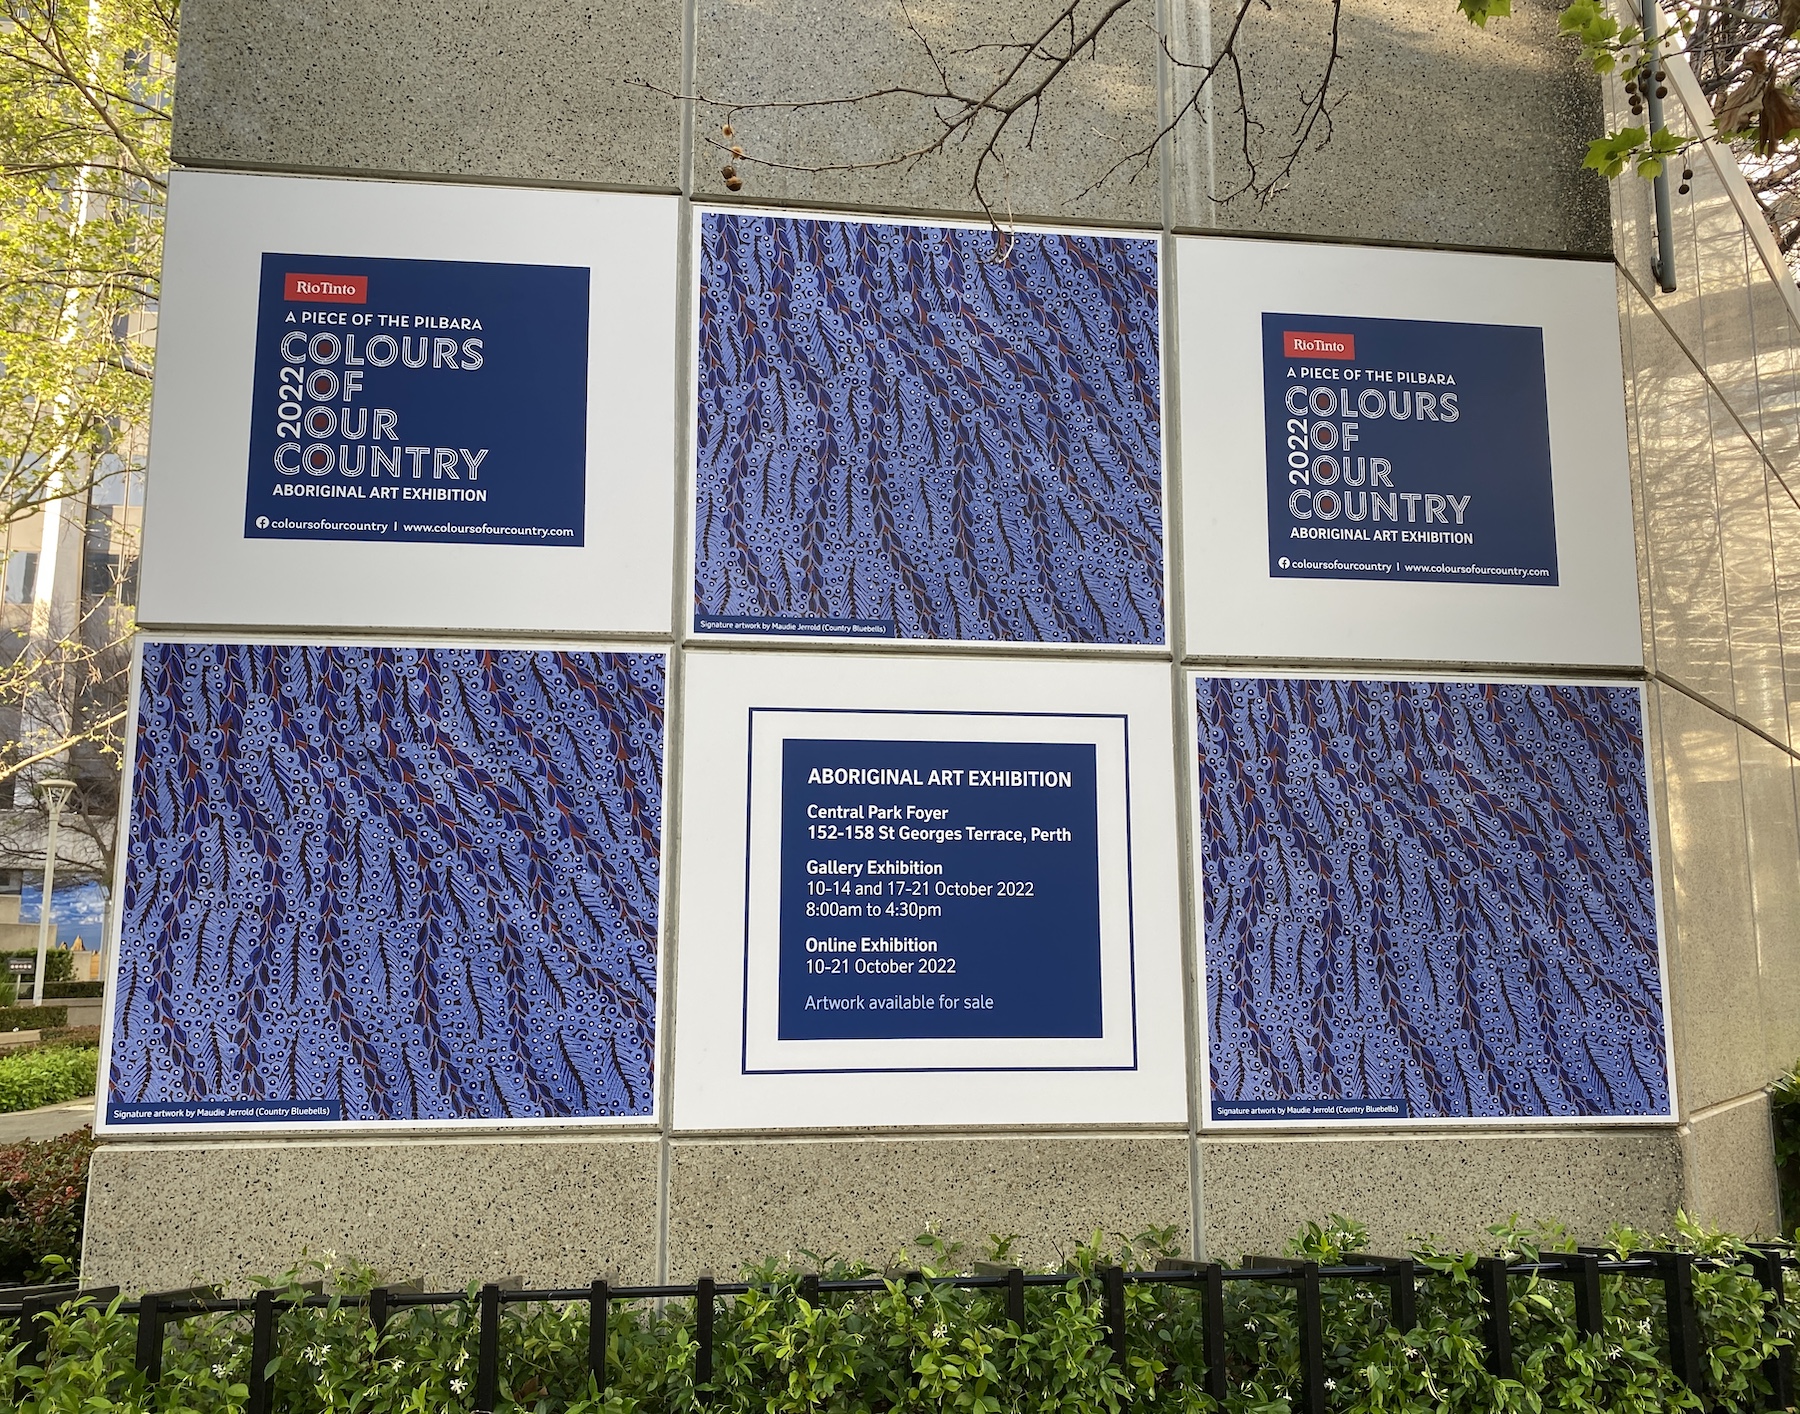 RioTinto
A PIECE OF THE PILBARA
COLOURS
2022 OF
OUR
COUNTRY
ABORIGINAL ART EXHIBITION
coloursofourcountry | www.coloursofourcountry.com
Signature artwork by Maudie Jerrold (Country Bluebells)
RioTinto
A PIECE OF THE PILBARA
COLOURS
2022 OF
OUR
COUNTRY
ABORIGINAL ART EXHIBITION
coloursofourcountry | www.coloursofourcountry.com
Signature artwork by Maudie Jerrold (Country Bluebells)
ABORIGINAL ART EXHIBITION
Central Park Foyer
152-158 St Georges Terrace, Perth
Gallery Exhibition
10-14 and 17-21 October 2022
8:00am to 4:30pm
Online Exhibition
10-21 October 2022
Artwork available for sale
Signature artwork by Maudie Jerrold (Country Bluebells)